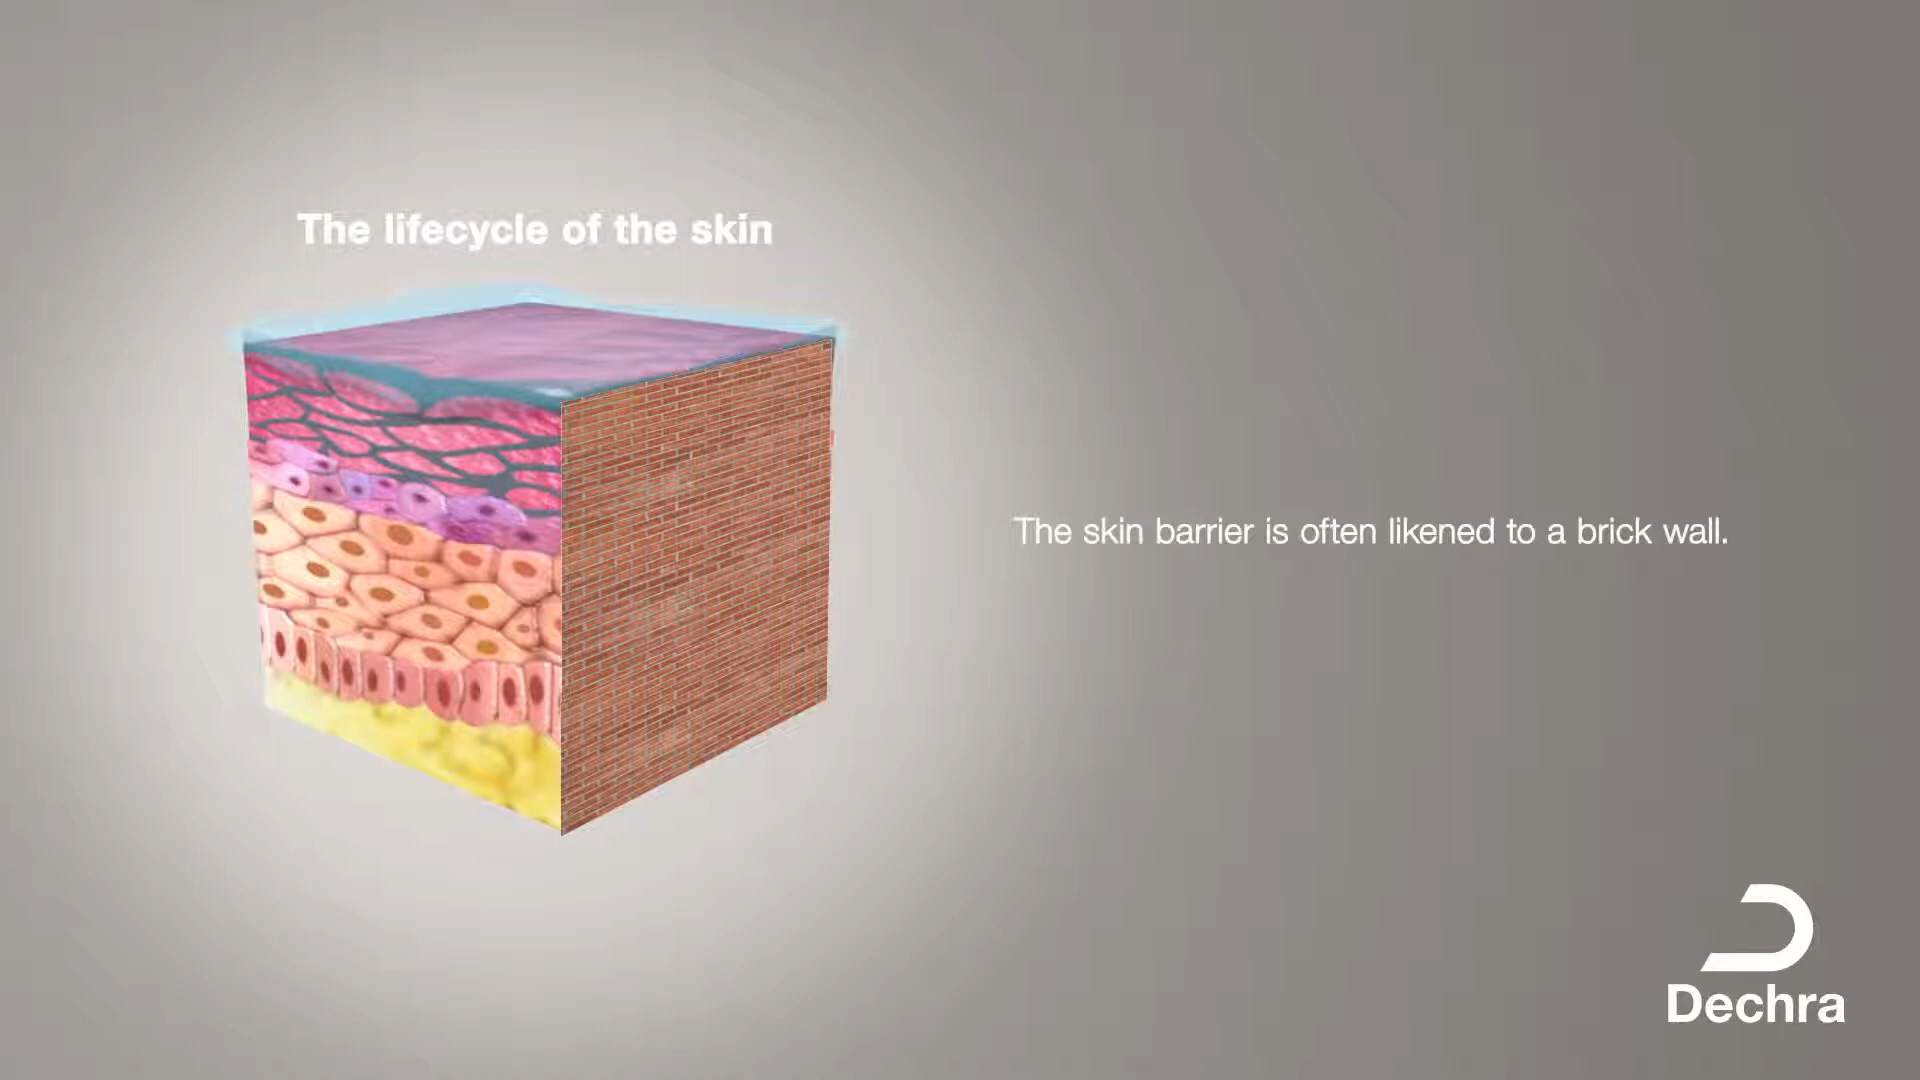 The lifecycle of the skin
The skin barrier is often likened to a brick wall.
Dechra